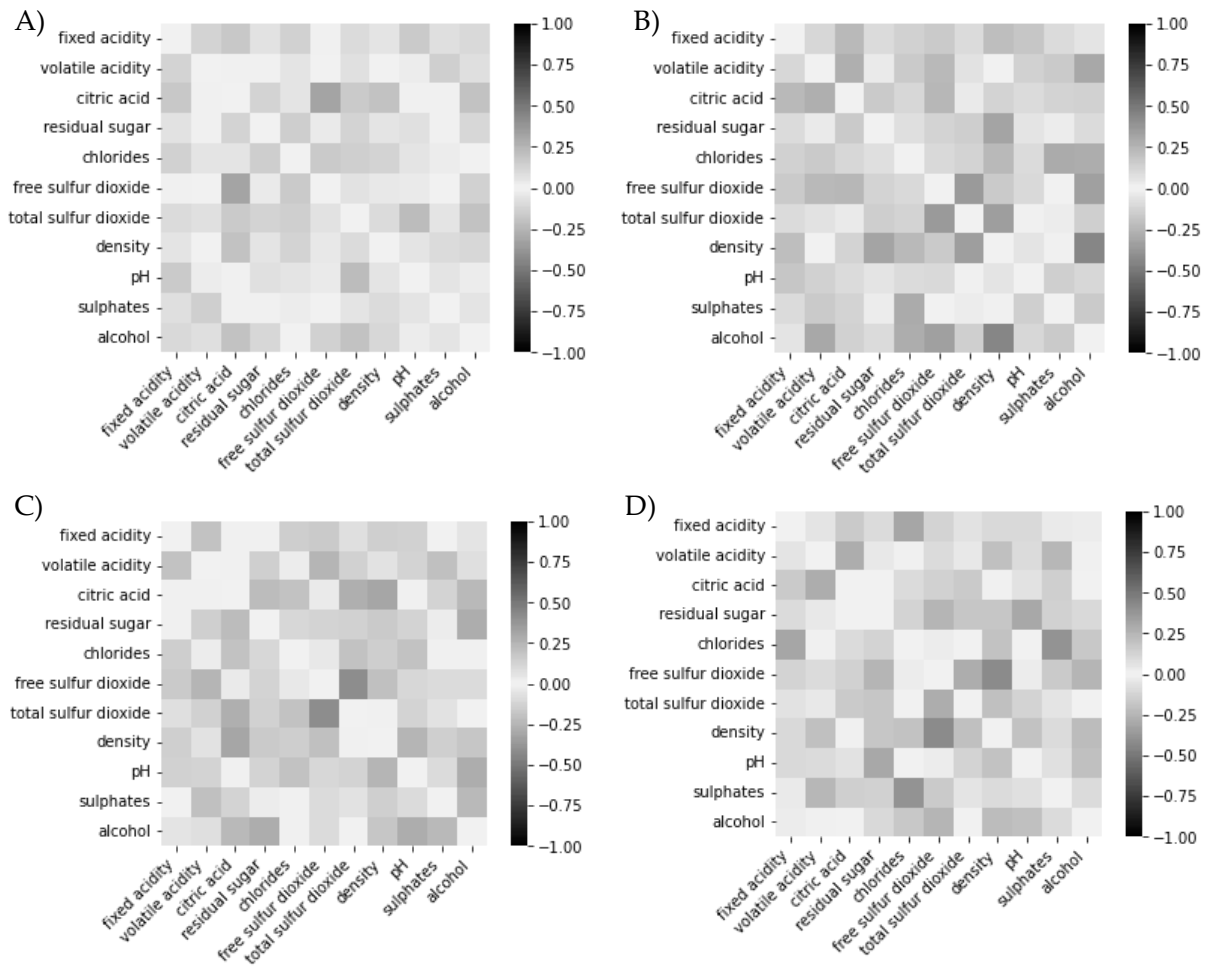 A)
fixed acidity
volatile acidity
citric acid
residual sugar
chlorides
free sulfur dioxide
total sulfur dioxide
density
pH
sulphates
alcohol
fixed acidity
volatile acidity
citric acid
residual sugar
chlorides
free sulfur dioxide
total sulfur dioxide
density
pH
sulphates
alcohol
1.00
0.75
0.50
0.25
0.00
−0.25
−0.50
−0.75
−1.00
B)
fixed acidity
volatile acidity
citric acid
residual sugar
chlorides
free sulfur dioxide
total sulfur dioxide
density
pH
sulphates
alcohol
fixed acidity
volatile acidity
citric acid
residual sugar
chlorides
free sulfur dioxide
total sulfur dioxide
density
pH
sulphates
alcohol
1.00
0.75
0.50
0.25
0.00
−0.25
−0.50
−0.75
−1.00
C)
fixed acidity
volatile acidity
citric acid
residual sugar
chlorides
free sulfur dioxide
total sulfur dioxide
density
pH
sulphates
alcohol
fixed acidity
volatile acidity
citric acid
residual sugar
chlorides
free sulfur dioxide
total sulfur dioxide
density
pH
sulphates
alcohol
1.00
0.75
0.50
0.25
0.00
−0.25
−0.50
−0.75
−1.00
D)
fixed acidity
volatile acidity
citric acid
residual sugar
chlorides
free sulfur dioxide
total sulfur dioxide
density
pH
sulphates
alcohol
fixed acidity
volatile acidity
citric acid
residual sugar
chlorides
free sulfur dioxide
total sulfur dioxide
density
pH
sulphates
alcohol
1.00
0.75
0.50
0.25
0.00
−0.25
−0.50
−0.75
−1.00